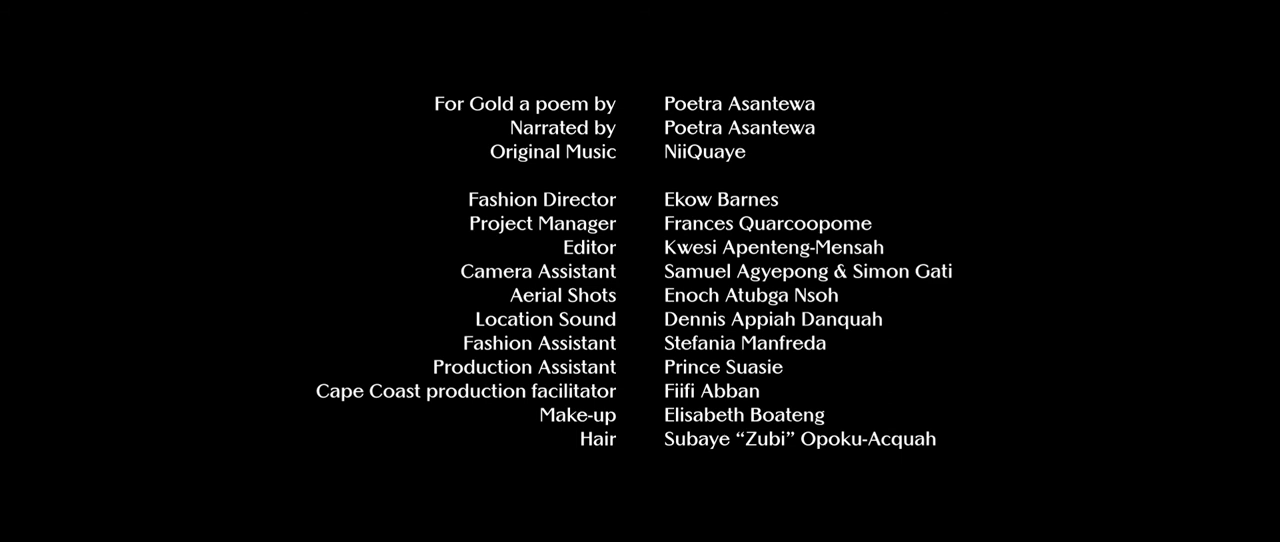 For Gold a poem by Poetra Asantewa
Narrated by Poetra Asantewa
Original Music NiiQuaye
Fashion Director Ekow Barnes
Project Manager Frances Quarcoopome
Editor Kwesi Apenteng-Mensah
Camera Assistant Samuel Agyepong & Simon Gati
Aerial Shots Enoch Atubga Nsoh
Location Sound Dennis Appiah Danquah
Fashion Assistant Stefania Manfreda
Production Assistant Prince Suasie
Cape Coast production facilitator Fiifi Abban
Make-up Elisabeth Boateng
Hair Subaye “Zubi” Opoku-Acquah